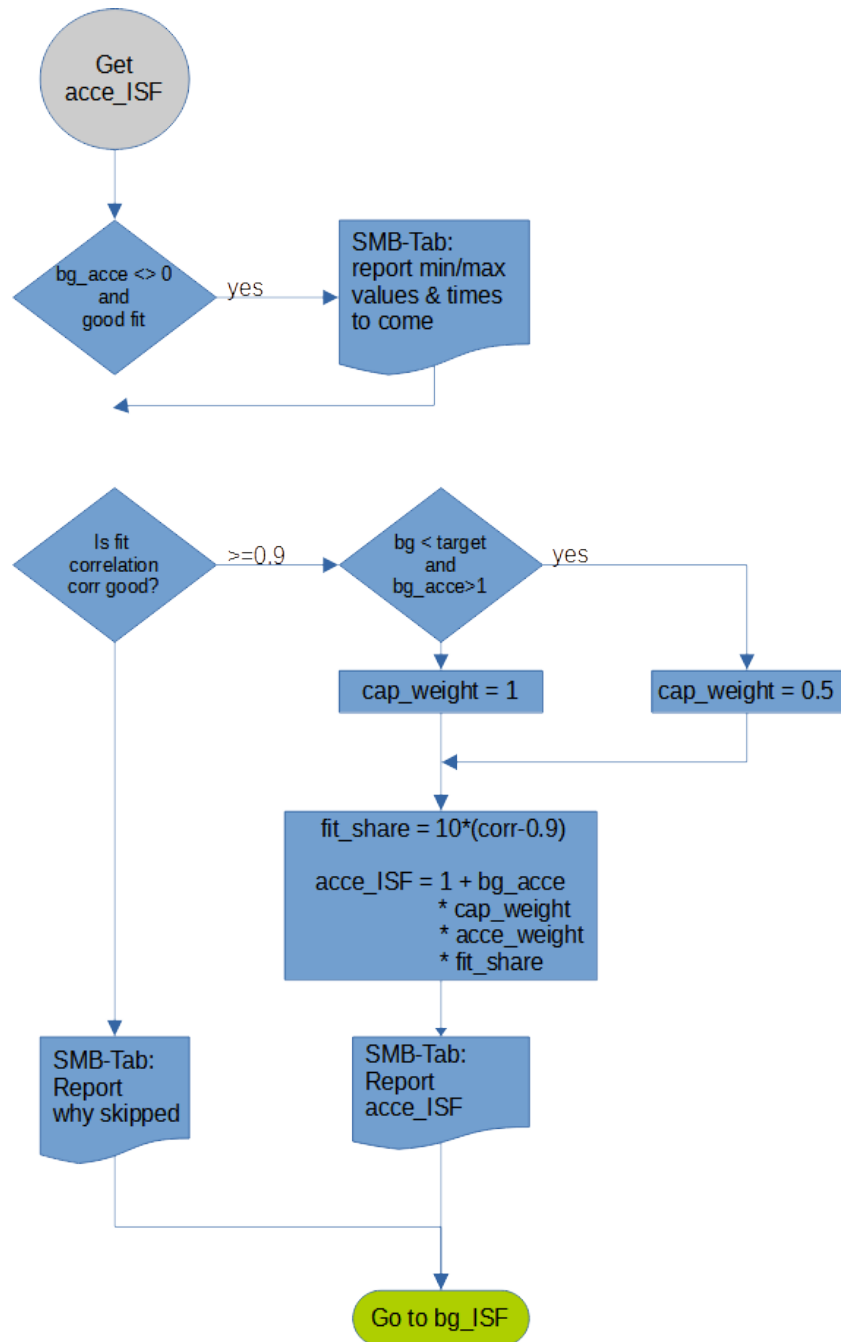 Get
acce_ISF
bg_acce <> 0
and
good fit
yes
SMB-Tab:
report min/max
values & times
to come
Is fit
correlation
corr good?
>=0.9
bg < target
and
bg_acce>1
yes
cap_weight = 1
cap_weight = 0.5
fit_share = 10*(corr-0.9)
acce_ISF = 1 + bg_acce
* cap_weight
* acce_weight
* fit_share
SMB-Tab:
Report
why skipped
SMB-Tab:
Report
acce_ISF
Go to bg_ISF